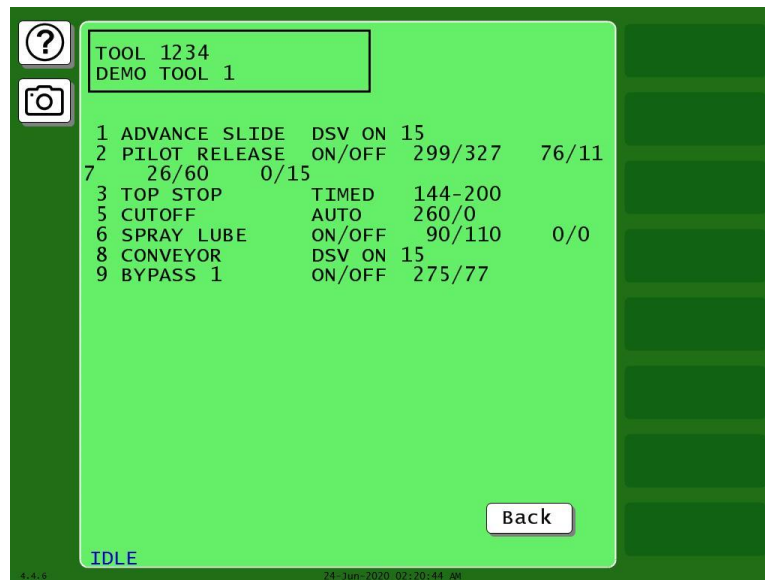 ?
TOOL 1234
DEMO TOOL 1
1 ADVANCE SLIDE DSV ON 15
2 PILOT RELEASE ON/OFF 299/327 76/11
7 26/60 0/15
3 TOP STOP TIMED 144-200
5 CUTOFF AUTO 260/0
6 SPRAY LUBE ON/OFF 90/110 0/0
8 CONVEYOR DSV ON 15
9 BYPASS 1 ON/OFF 275/77
Back
IDLE
4.4.6 24-Jun-2020 02:20:44 AM